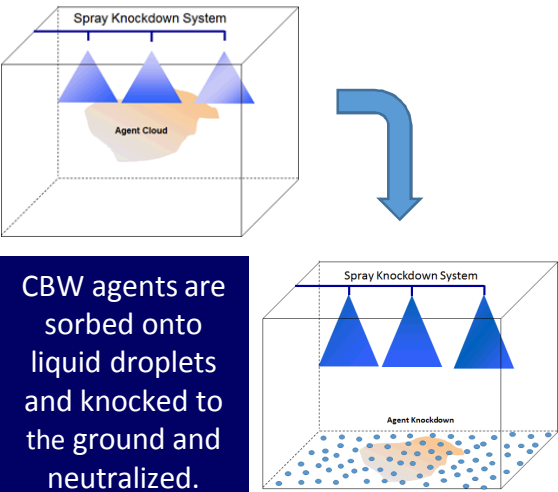 Spray Knockdown System
Agent Cloud
CBW agents are
sorbed onto
liquid droplets
and knocked to
the ground and
neutralized.
Spray Knockdown System
Agent Knockdown